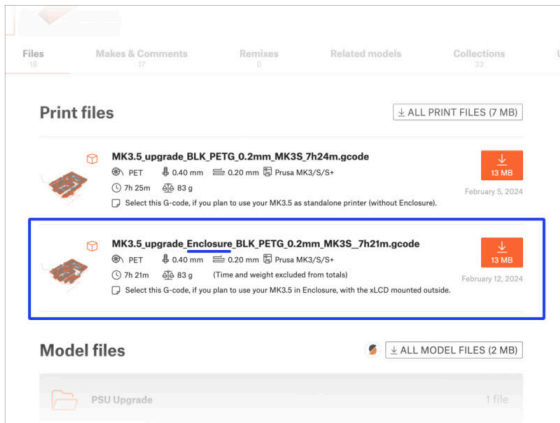 Files
18
Makes & Comments
17
Remixes
0
Related models
Collections
Print files
ALL PRINT FILES (7 MB)
MK3.5_upgrade_BLK_PETG_0.2mm_MK3S_7h24m.gcode
PET 0.40 mm 0.20 mm Prusa MK3/S/S+
7h 25m 83 g
Select this G-code, if you plan to use your MK3.5 as standalone printer (without Enclosure).
13 MB
February 5, 2024
MK3.5_upgrade_Enclosure_BLK_PETG_0.2mm_MK3S_7h21m.gcode
PET 0.40 mm 0.20 mm Prusa MK3/S/S+
7h 21m 83 g (Time and weight excluded from totals)
Select this G-code, if you plan to use your MK3.5 in Enclosure, with the xLCD mounted outside.
13 MB
February 12, 2024
Model files
ALL MODEL FILES (2 MB)
PSU Upgrade
1 file